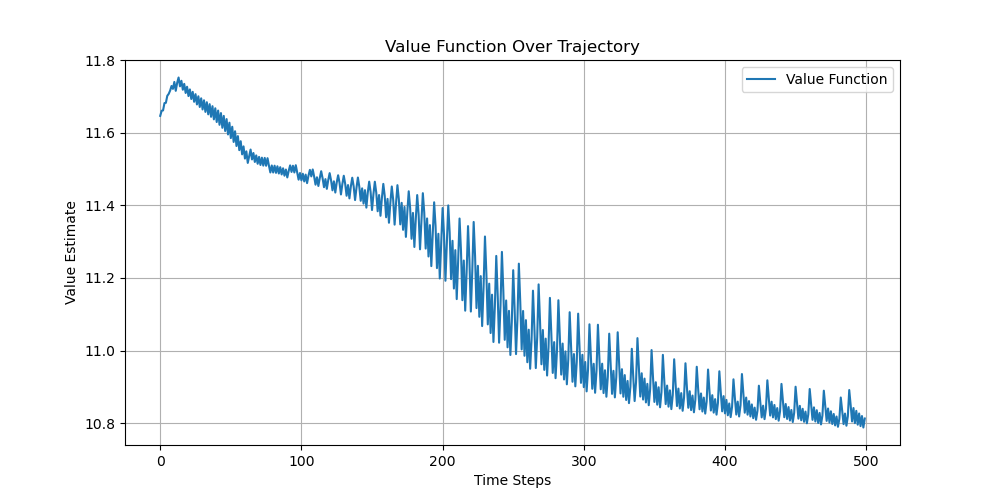 Value Function Over Trajectory
Value Function
Value Estimate
11.8
11.6
11.4
11.2
11.0
10.8
0 100 200 300 400 500
Time Steps